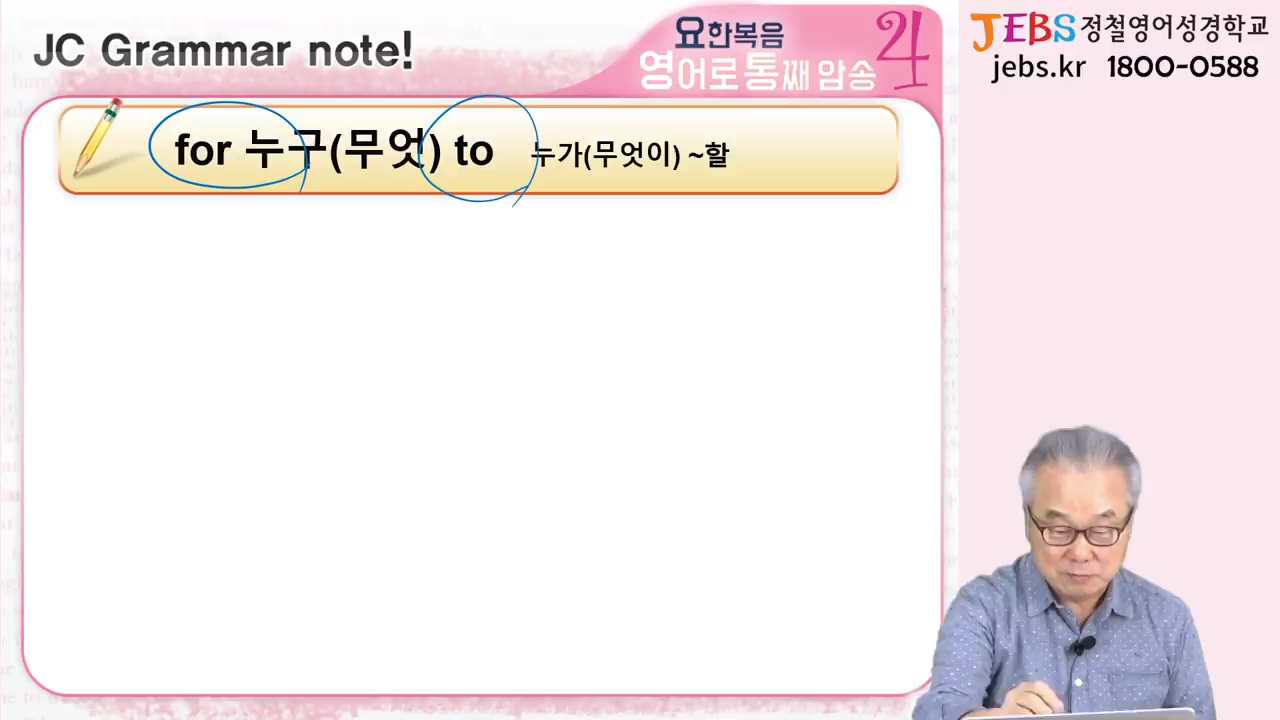 JC Grammar note!
요한복음
영어로 통째 암송 4
JEBS 정철영어성경학교
jebs.kr 1800-0588
for 누구(무엇) to 누가(무엇이) ~할